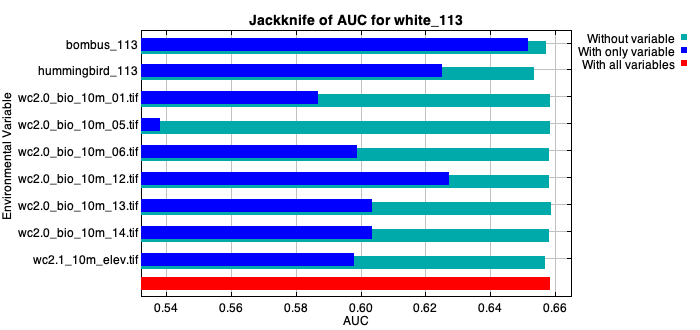 Jackknife of AUC for white_113
Without variable
With only variable
With all variables
Environmental Variable
bombus_113
hummingbird_113
wc2.0_bio_10m_01.tif
wc2.0_bio_10m_05.tif
wc2.0_bio_10m_06.tif
wc2.0_bio_10m_12.tif
wc2.0_bio_10m_13.tif
wc2.0_bio_10m_14.tif
wc2.1_10m_elev.tif
0.54 0.56 0.58 0.60 0.62 0.64 0.66
AUC